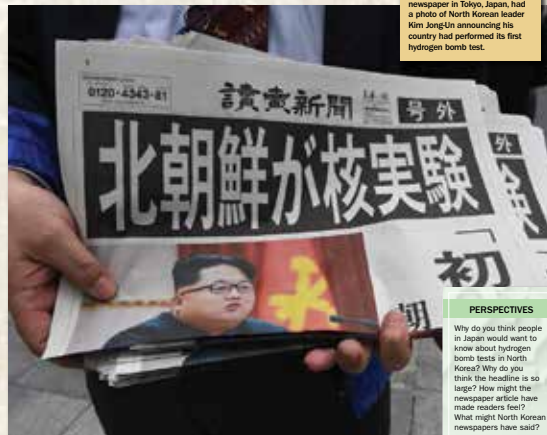 newspaper in Tokyo, Japan, had
a photo of North Korean leader
Kim Jong-Un announcing his
country had performed its first
hydrogen bomb test.
0120-4343-81
讀賣新聞
号外
北朝鮮が核実験
外
験
「初
朝
PERSPECTIVES
Why do you think people
in Japan would want to
know about hydrogen
bomb tests in North
Korea? Why do you
think the headline is so
large? How might the
newspaper article have
made readers feel?
What might North Korean
newspapers have said?